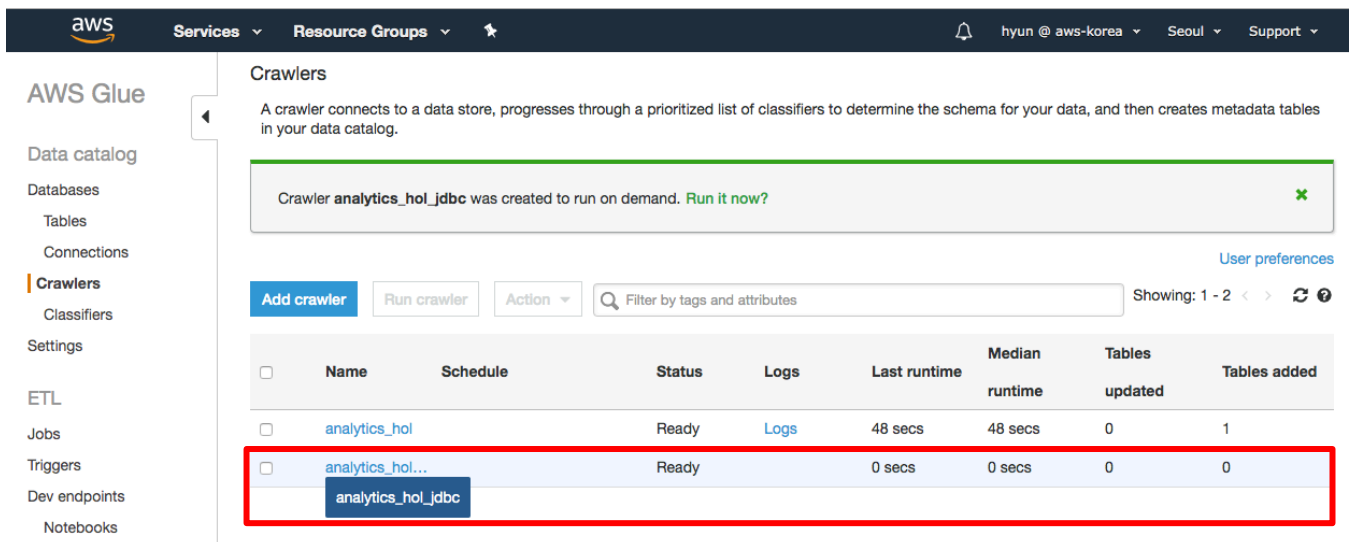 aws Services Resource Groups hyun @ aws-korea Seoul Support
AWS Glue
Data catalog
Databases
Tables
Connections
Crawlers
Classifiers
Settings
ETL
Jobs
Triggers
Dev endpoints
Notebooks
Crawlers
A crawler connects to a data store, progresses through a prioritized list of classifiers to determine the schema for your data, and then creates metadata tables
in your data catalog.
Crawler analytics_hol_jdbc was created to run on demand. Run it now?
User preferences
Add crawler Run crawler Action Filter by tags and attributes Showing: 1 - 2 < >
Name Schedule Status Logs Last runtime Median runtime Tables updated Tables added
analytics_hol Ready Logs 48 secs 48 secs 0 1
analytics_hol... Ready 0 secs 0 secs 0 0
analytics_hol_jdbc